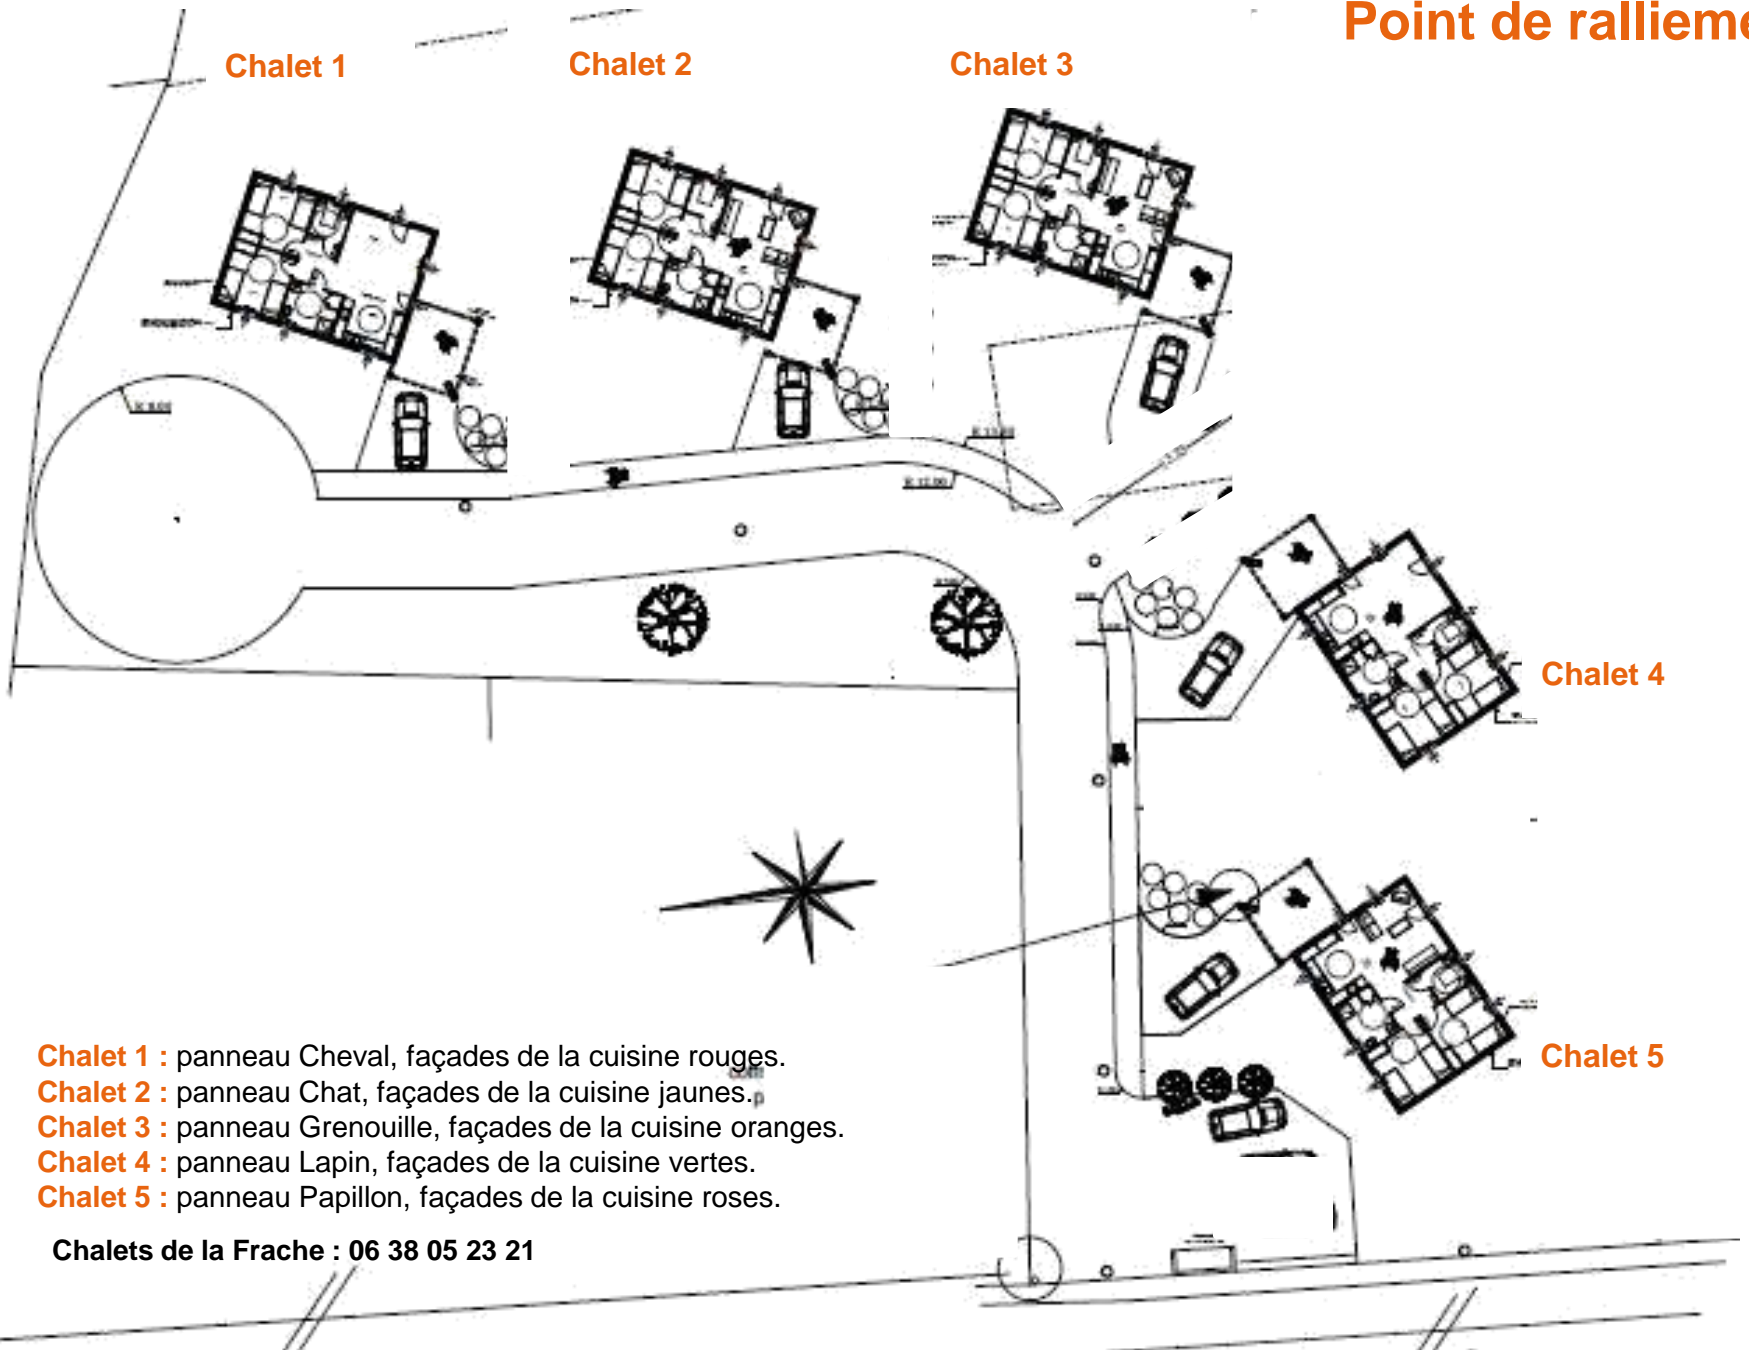 Point de rallieme
Chalet 1
Chalet 2
Chalet 3
R 12.00
Chalet 4
Chalet 5
Chalet 1 : panneau Cheval, façades de la cuisine rouges.
Chalet 2 : panneau Chat, façades de la cuisine jaunes.
Chalet 3 : panneau Grenouille, façades de la cuisine oranges.
Chalet 4 : panneau Lapin, façades de la cuisine vertes.
Chalet 5 : panneau Papillon, façades de la cuisine roses.
Chalets de la Frache : 06 38 05 23 21